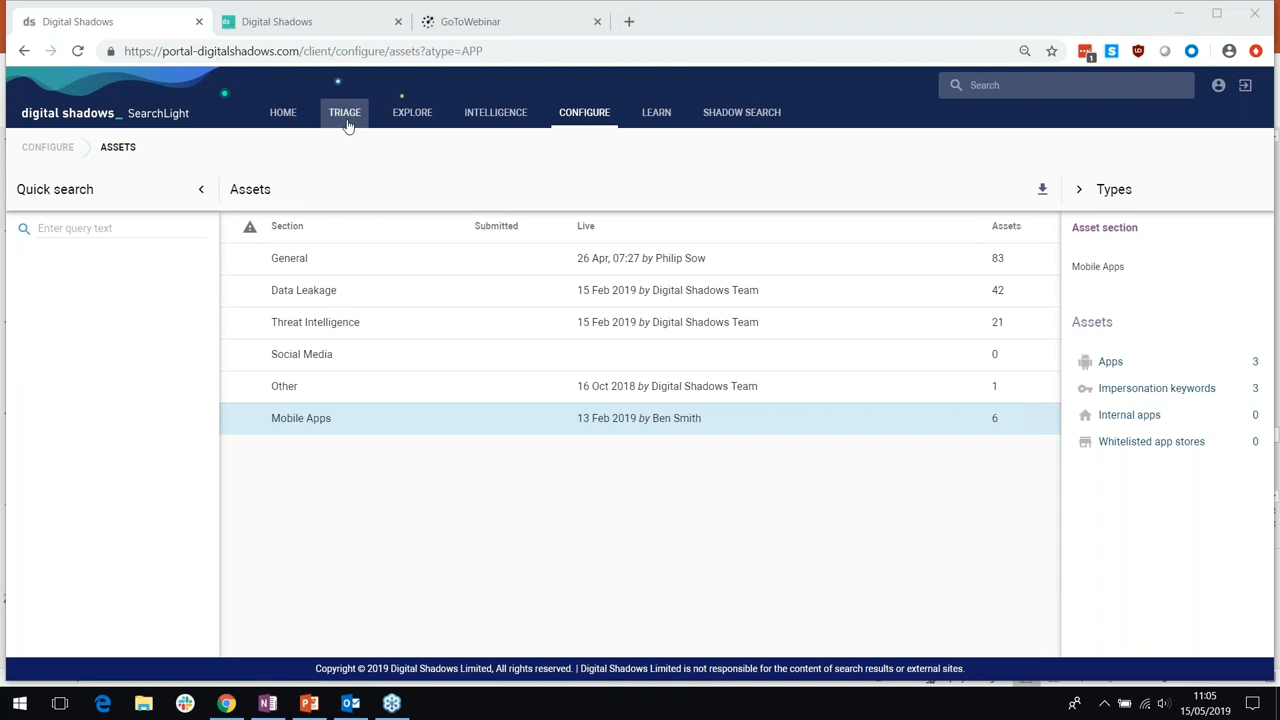 ds Digital Shadows
ds Digital Shadows
GoToWebinar
https://portal-digitalshadows.com/client/configure/assets?atype=APP
1
digital shadows_ SearchLight
HOME
TRIAGE
EXPLORE
INTELLIGENCE
CONFIGURE
LEARN
SHADOW SEARCH
Search
CONFIGURE
ASSETS
Quick search
Assets
Types
Enter query text
Section Submitted Live Assets
General 26 Apr, 07:27 by Philip Sow 83
Data Leakage 15 Feb 2019 by Digital Shadows Team 42
Threat Intelligence 15 Feb 2019 by Digital Shadows Team 21
Social Media 0
Other 16 Oct 2018 by Digital Shadows Team 1
Mobile Apps 13 Feb 2019 by Ben Smith 6
Asset section
Mobile Apps
Assets
Apps 3
Impersonation keywords 3
Internal apps 0
Whitelisted app stores 0
Copyright © 2019 Digital Shadows Limited, All rights reserved. | Digital Shadows Limited is not responsible for the content of search results or external sites.
11:05
15/05/2019